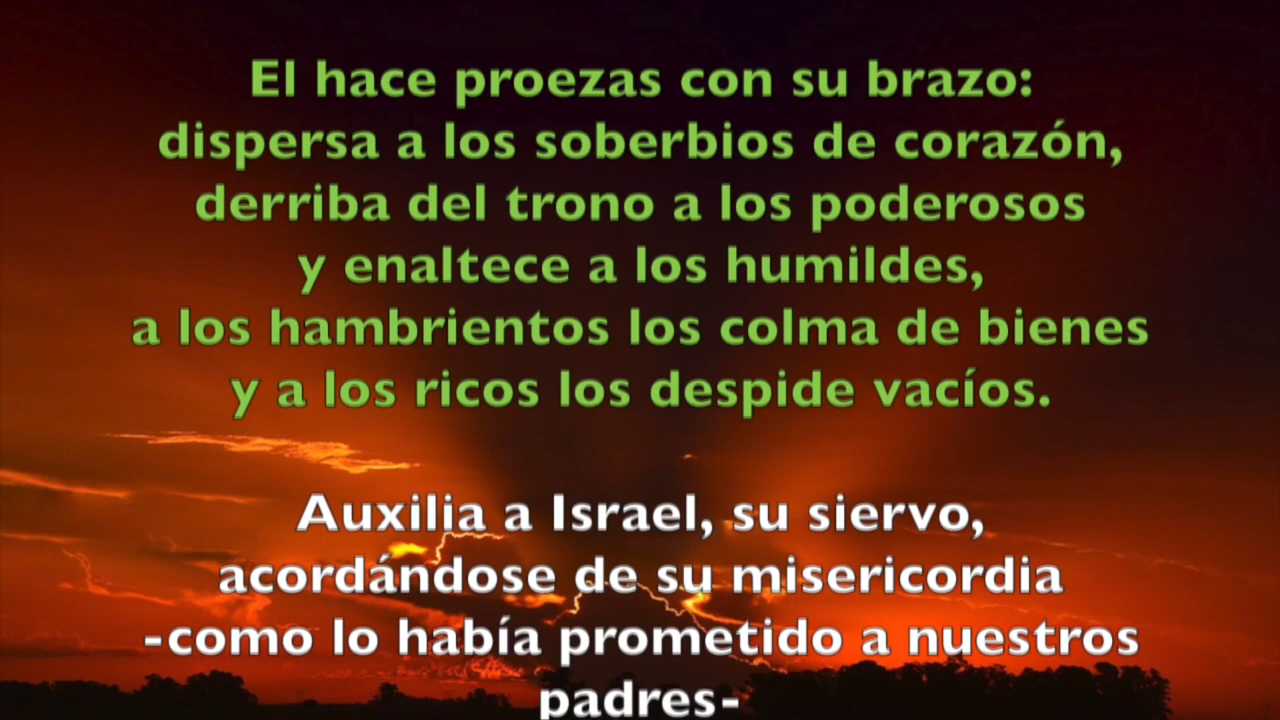 El hace proezas con su brazo:
dispersa a los soberbios de corazón,
derriba del trono a los poderosos
y enaltece a los humildes,
a los hambrientos los colma de bienes
y a los ricos los despide vacíos.
Auxilia a Israel, su siervo,
acordándose de su misericordia
-como lo había prometido a nuestros
padres-